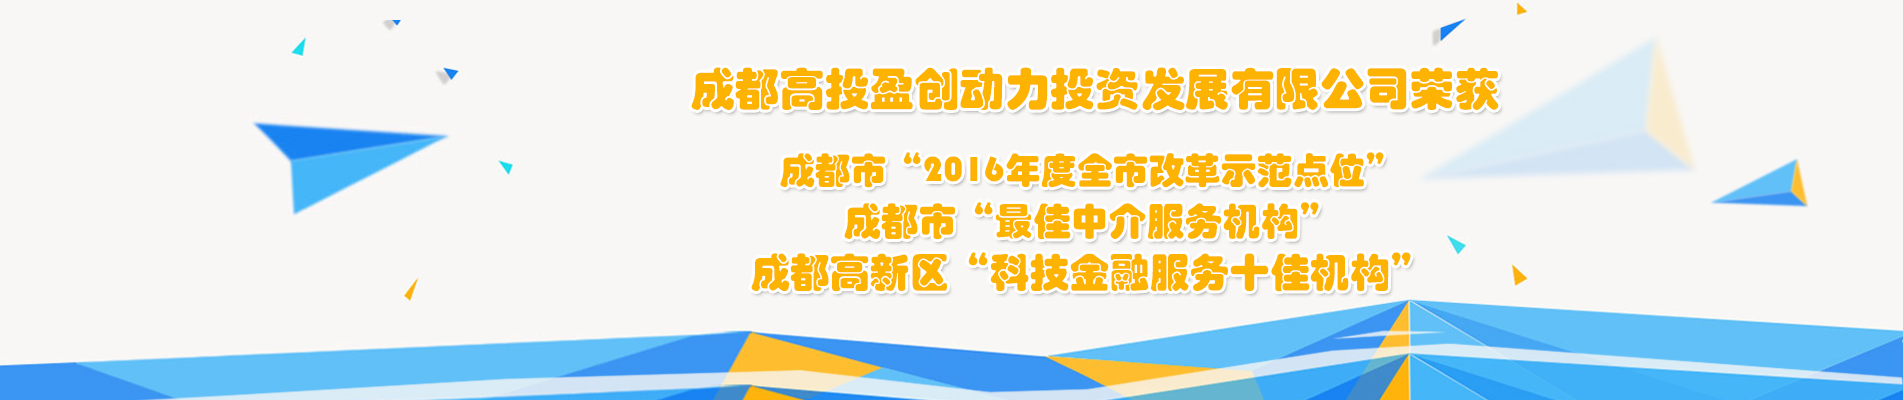 成都高投盈创动力投资发展有限公司荣获
成都市“2016年度全市改革示范点位”
成都市“最佳中介服务机构”
成都高新区“科技金融服务十佳机构”